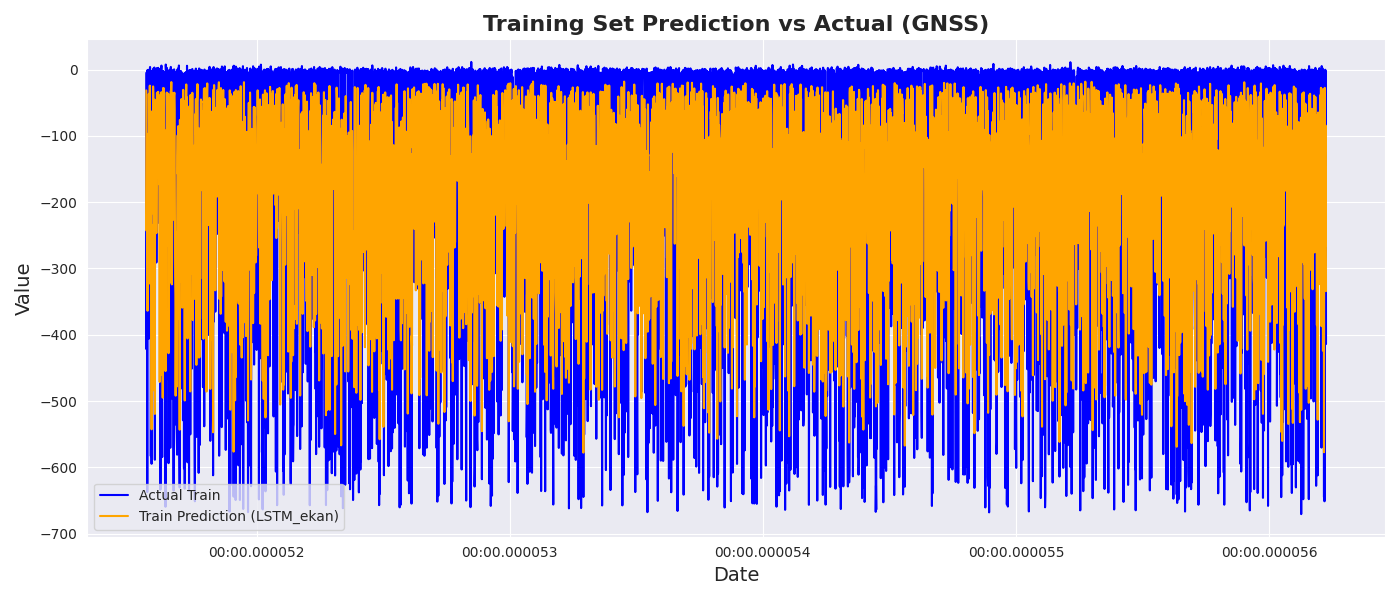 Training Set Prediction vs Actual (GNSS)
Value
0
−100
−200
−300
−400
−500
−600
−700
Actual Train
Train Prediction (LSTM_ekan)
00:00.000052 00:00.000053 00:00.000054 00:00.000055 00:00.000056
Date